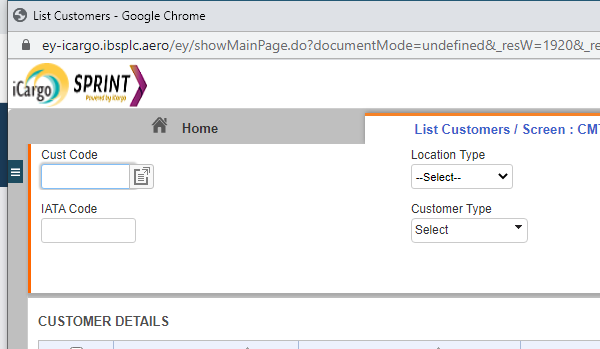 List Customers - Google Chrome
ey-icargo.ibsplc.aero/ey/showMainPage.do?documentMode=undefined&_resW=1920&_re
iCargo SPRINT
Powered by iCargo
Home
List Customers / Screen : CMT
Cust Code
Location Type
--Select--
IATA Code
Customer Type
Select
CUSTOMER DETAILS